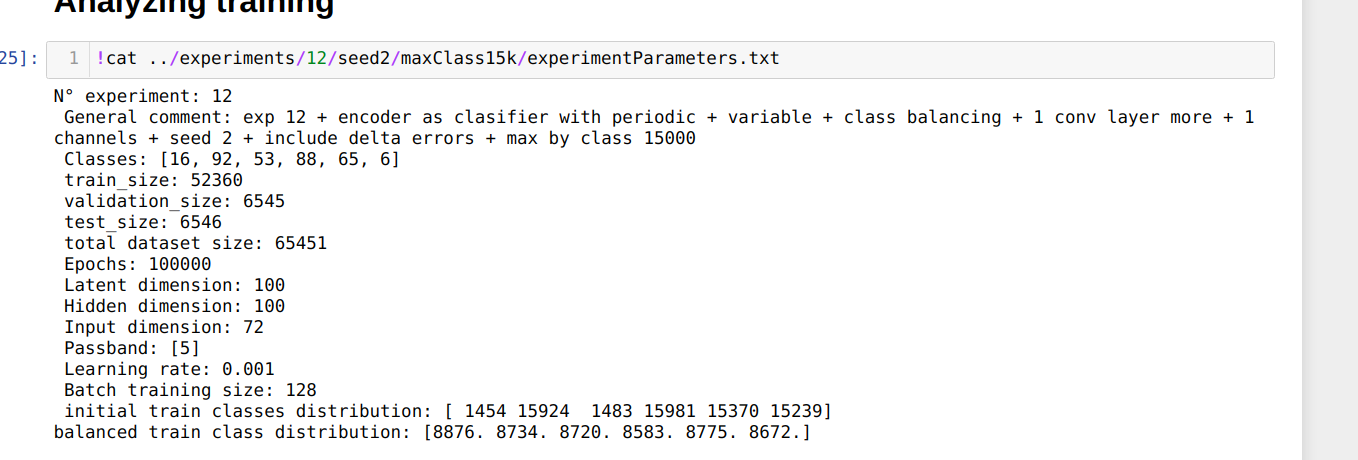 Analyzing training
25]:
1 !cat ../experiments/12/seed2/maxClass15k/experimentParameters.txt
N° experiment: 12
General comment: exp 12 + encoder as clasifier with periodic + variable + class balancing + 1 conv layer more + 1
channels + seed 2 + include delta errors + max by class 15000
Classes: [16, 92, 53, 88, 65, 6]
train_size: 52360
validation_size: 6545
test_size: 6546
total dataset size: 65451
Epochs: 100000
Latent dimension: 100
Hidden dimension: 100
Input dimension: 72
Passband: [5]
Learning rate: 0.001
Batch training size: 128
initial train classes distribution: [ 1454 15924  1483 15981 15370 15239]
balanced train class distribution: [8876. 8734. 8720. 8583. 8775. 8672.]